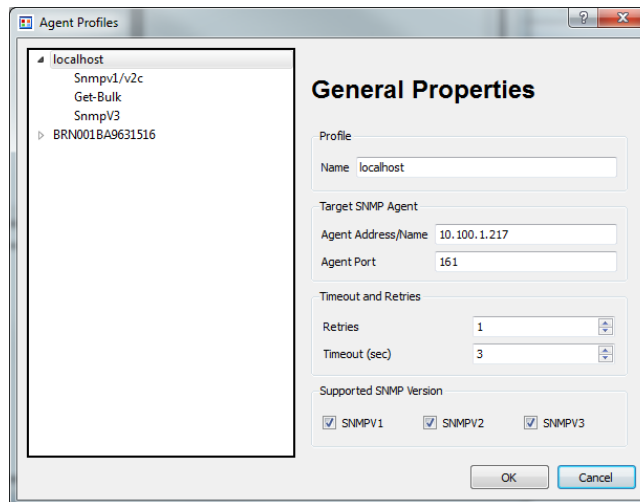 Agent Profiles
localhost
Snmpv1/v2c
Get-Bulk
SnmpV3
BRN001BA9631516
General Properties
Profile
Name localhost
Target SNMP Agent
Agent Address/Name 10.100.1.217
Agent Port 161
Timeout and Retries
Retries 1
Timeout (sec) 3
Supported SNMP Version
SNMPV1 SNMPV2 SNMPV3
OK Cancel